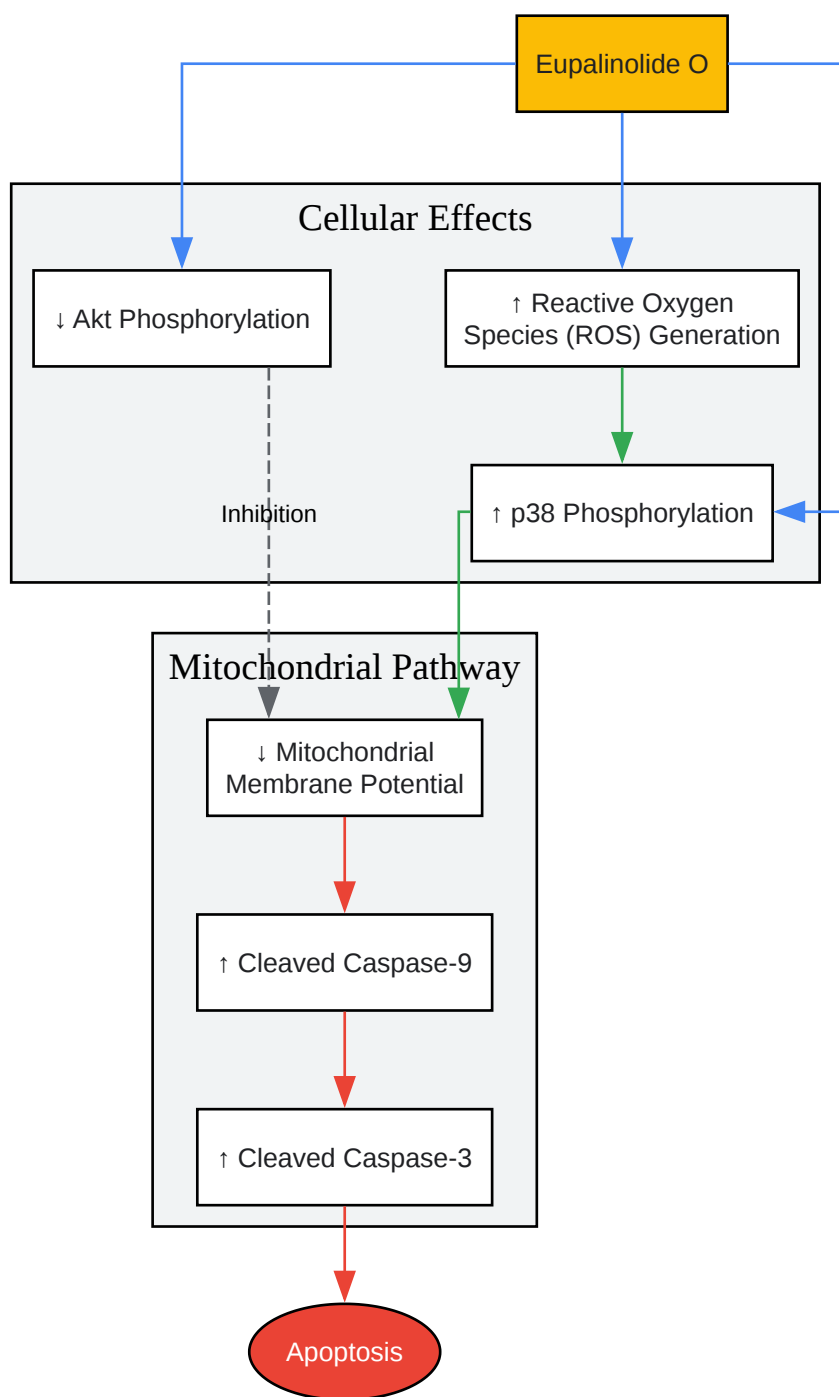 Eupalinolide O
Cellular Effects
↓ Akt Phosphorylation
↑ Reactive Oxygen
Species (ROS) Generation
Inhibition
↑ p38 Phosphorylation
Mitochondrial Pathway
↓ Mitochondrial
Membrane Potential
↑ Cleaved Caspase-9
↑ Cleaved Caspase-3
Apoptosis